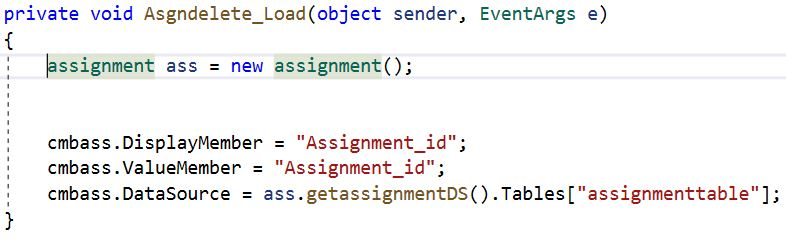 private void Asgndelete_Load(object sender, EventArgs e)
{
    assignment ass = new assignment();
    cmbass.DisplayMember = "Assignment_id";
    cmbass.ValueMember = "Assignment_id";
    cmbass.DataSource = ass.getassignmentDS().Tables["assignmenttable"];
}